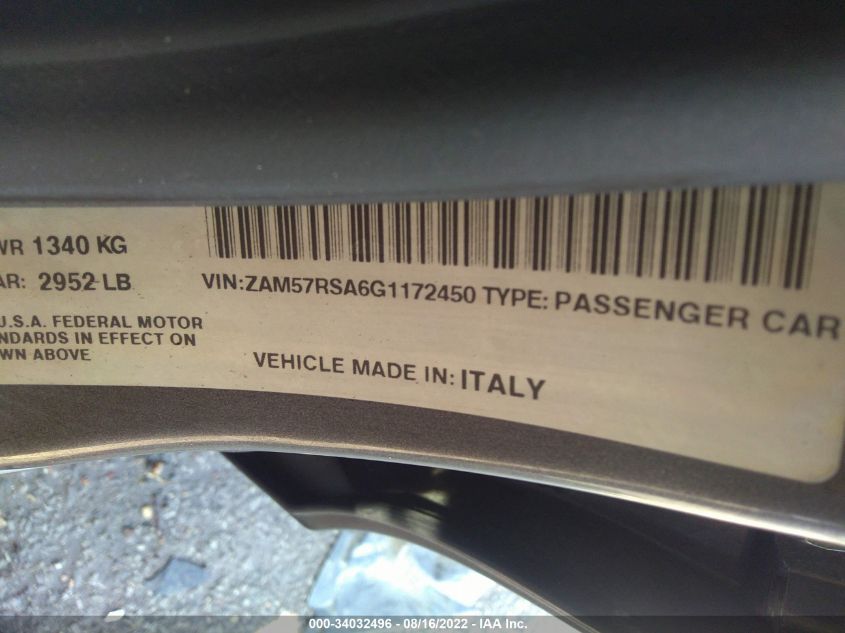 WR 1340 KG
AR: 2952 LB
VIN:ZAM57RSA6G1172450 TYPE: PASSENGER CAR
U.S.A. FEDERAL MOTOR
NDARDS IN EFFECT ON
WN ABOVE
VEHICLE MADE IN: ITALY
000-34032496 - 08/16/2022 - IAA Inc.